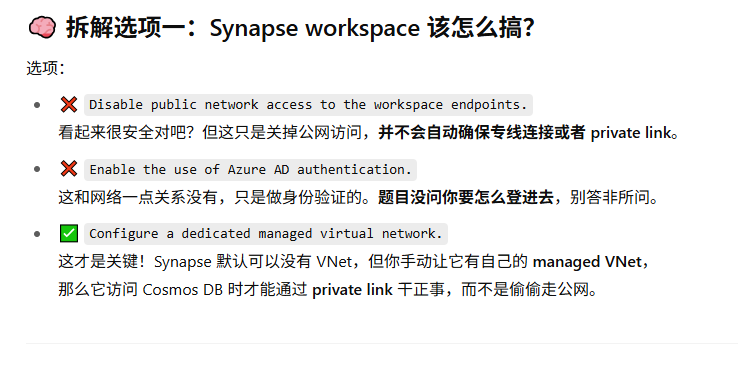 🧠 拆解选项一：Synapse workspace 该怎么搞？
选项：
❌ Disable public network access to the workspace endpoints.
看起来很安全对吧？但这只是关掉公网访问，并不会自动确保专线连接或者 private link。
❌ Enable the use of Azure AD authentication.
这和网络一点关系没有，只是做身份验证的。题目没问你要怎么登进去，别答非所问。
✅ Configure a dedicated managed virtual network.
这才是关键！Synapse 默认可以没有 VNet，但你手动让它有自己的 managed VNet，
那么它访问 Cosmos DB 时才能通过 private link 干正事，而不是偷偷走公网。